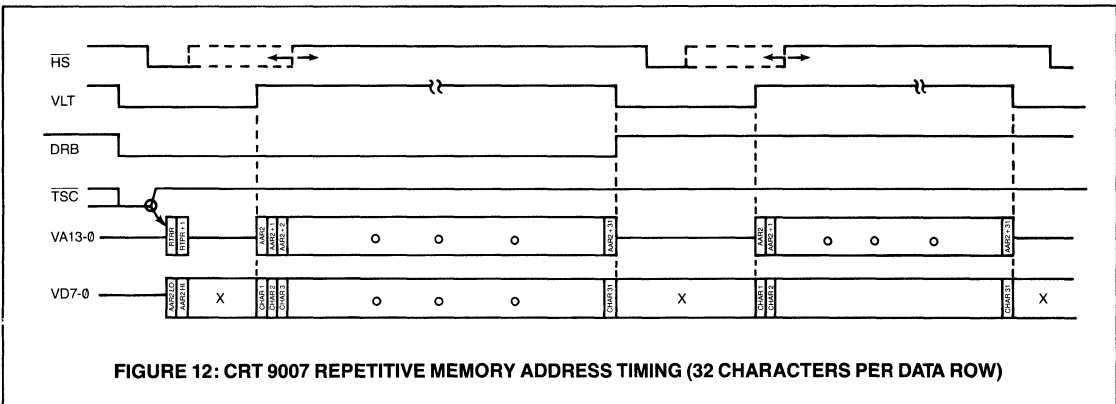 HS
VLT
DRB
TSC
VA13-0 RTRR RTPR + 1 AAR2 AAR2 + 1 AAR2 + 2 AAR2 + 31 AAR2 AAR2 + 1 AAR2 + 31
VD7-0 AAR2 LO AAR2 HI X CHAR 1 CHAR 2 CHAR 3 CHAR 31 X CHAR 1 CHAR 2 CHAR 31 X
FIGURE 12: CRT 9007 REPETITIVE MEMORY ADDRESS TIMING (32 CHARACTERS PER DATA ROW)